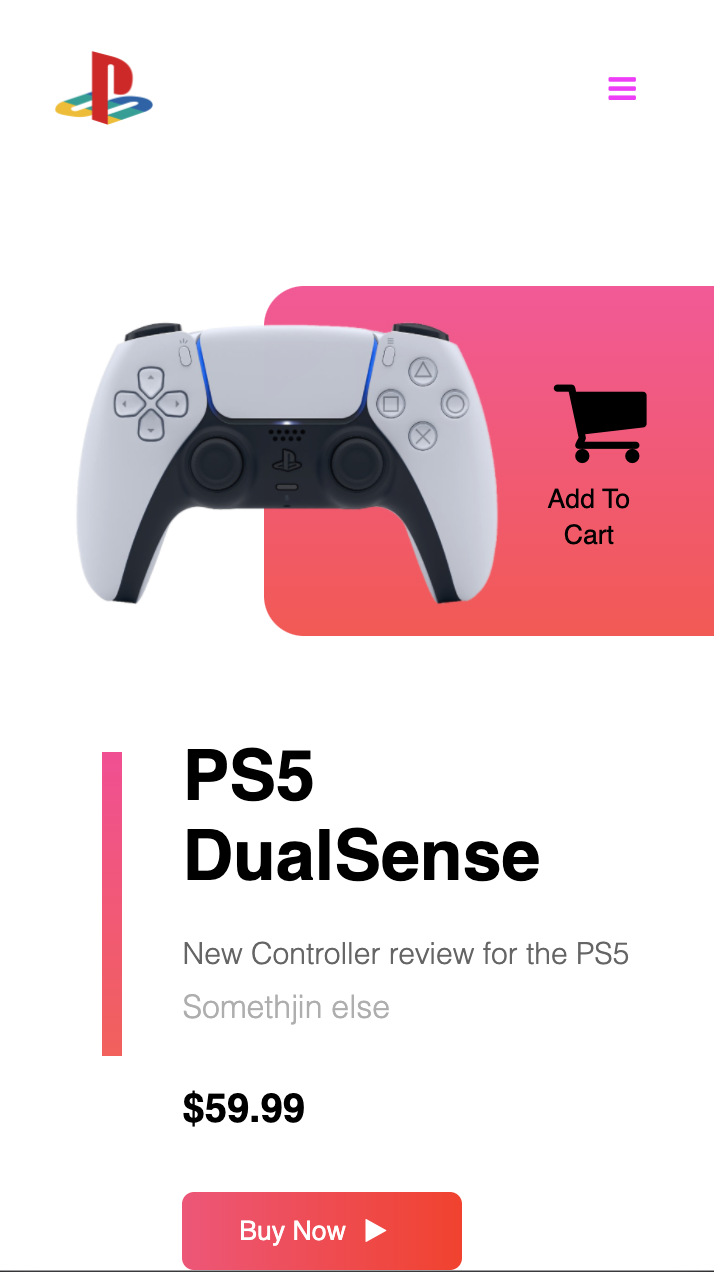 Add To
Cart
PS5
DualSense
New Controller review for the PS5
Somethjin else
$59.99
Buy Now